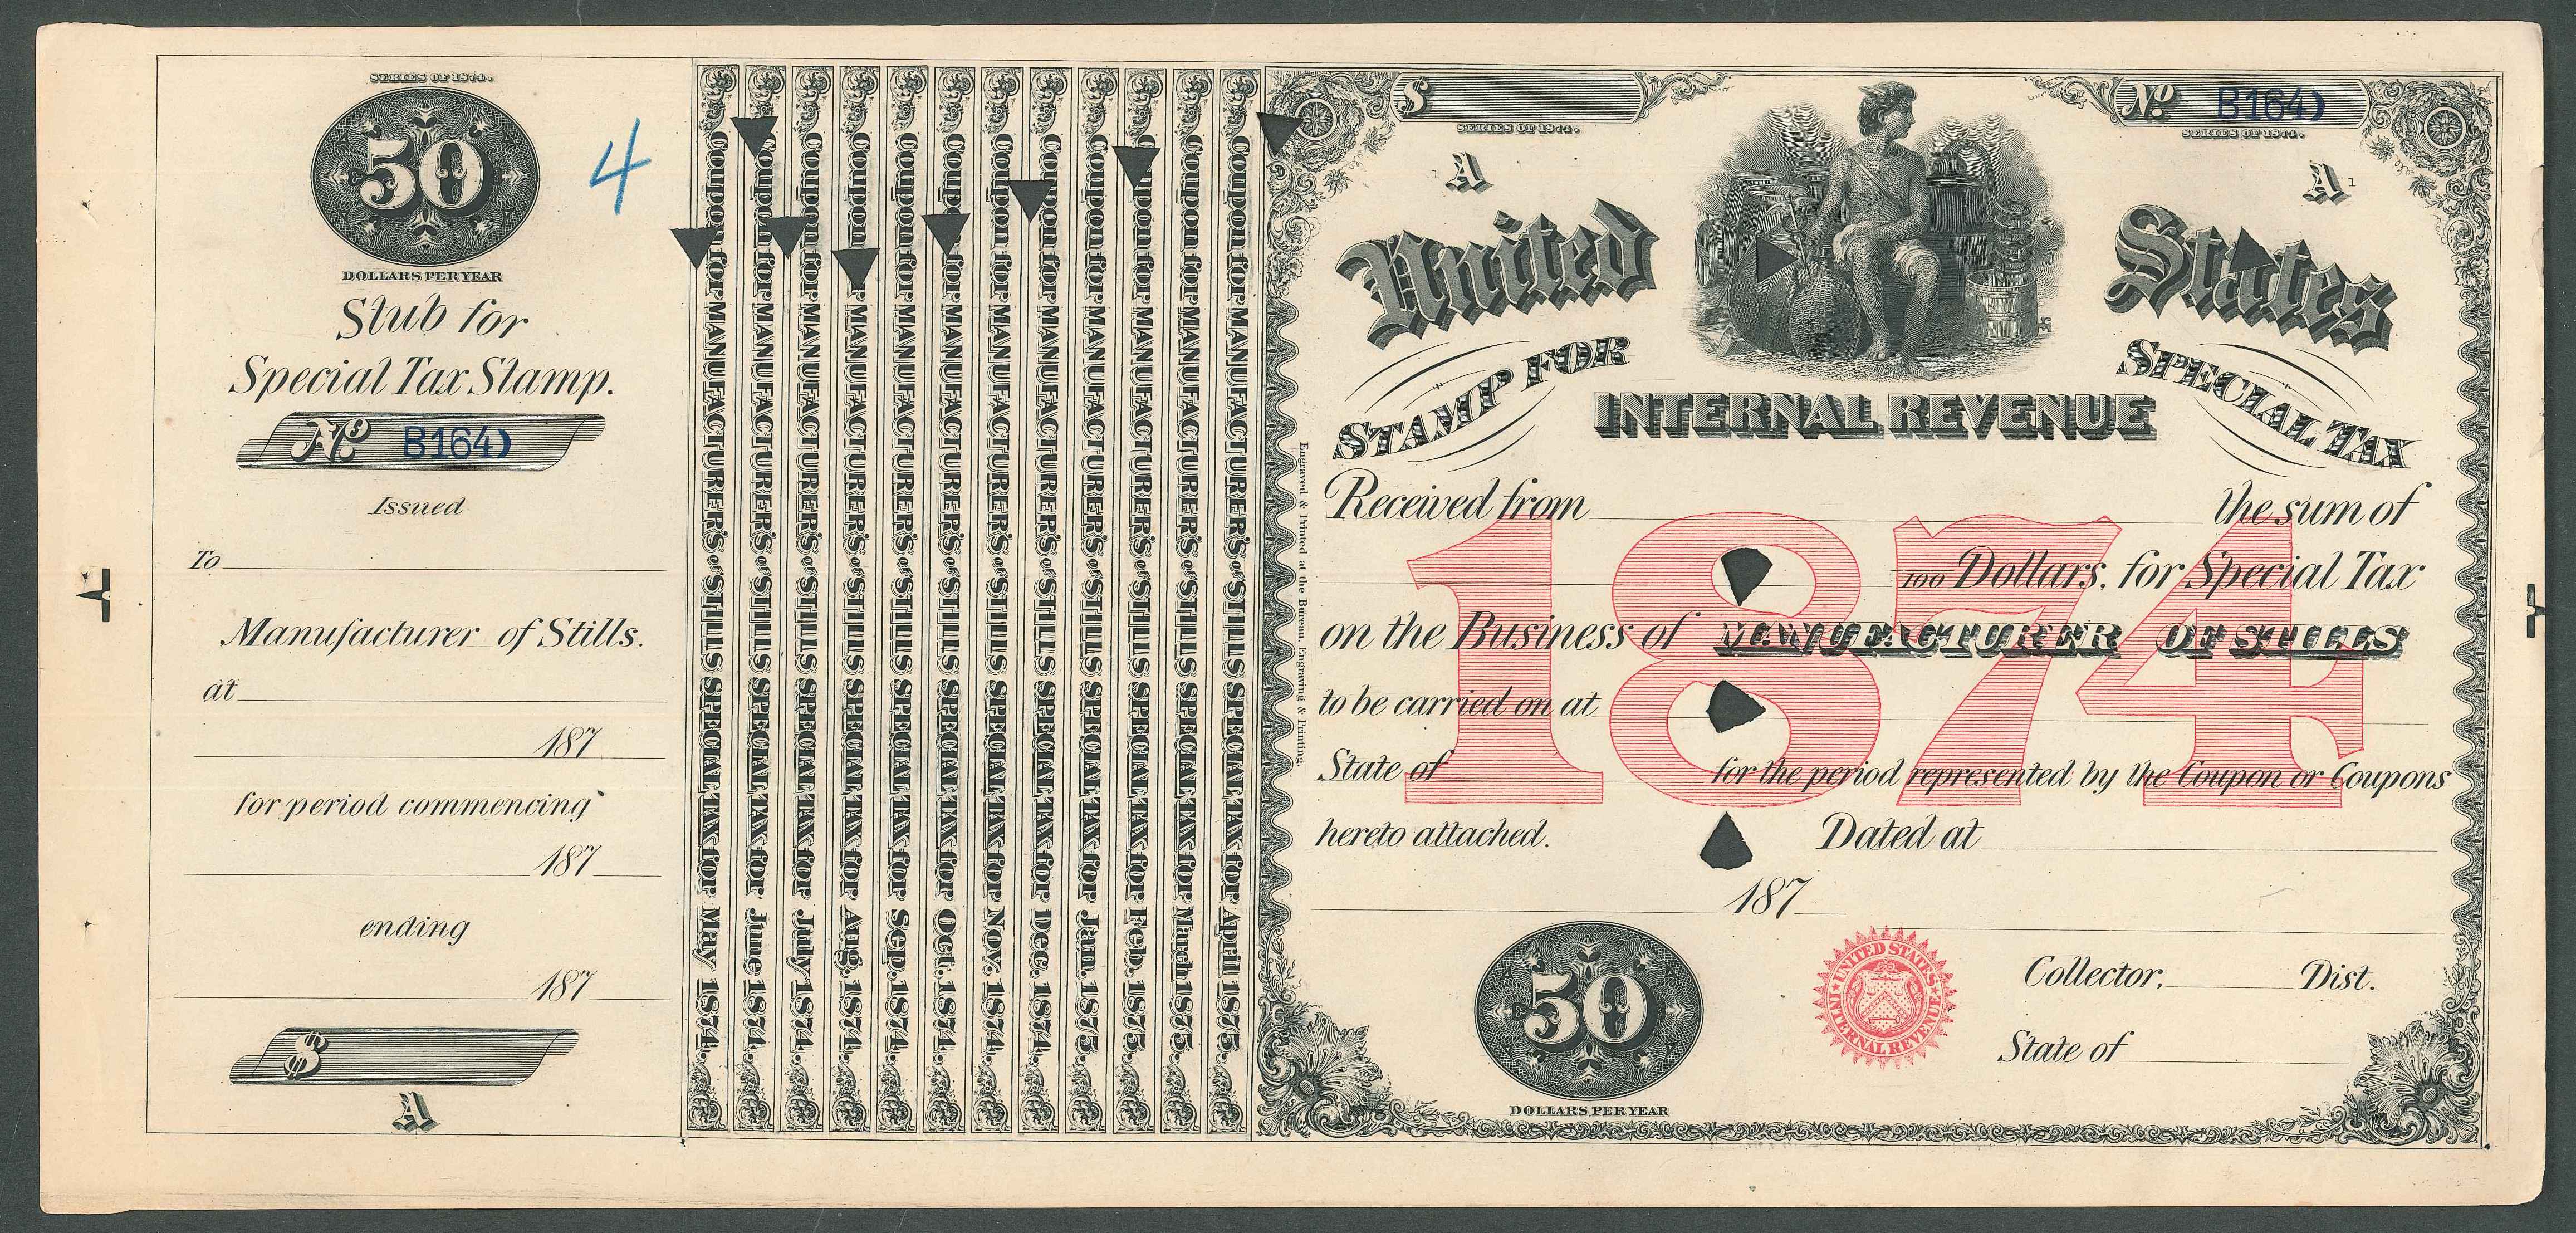 SERIES OF 1874.
50
DOLLARS PER YEAR
4
Stub for
Special Tax Stamp.
No. B164)
Issued
To
Manufacturer of Stills.
at
187
for period commencing
187
ending
187
$
A
Coupon for MANUFACTURER'S of STILLS SPECIAL TAX for May 1874.
Coupon for MANUFACTURER'S of STILLS SPECIAL TAX for June 1874.
Coupon for MANUFACTURER'S of STILLS SPECIAL TAX for July 1874.
Coupon for MANUFACTURER'S of STILLS SPECIAL TAX for Aug. 1874.
Coupon for MANUFACTURER'S of STILLS SPECIAL TAX for Sep. 1874.
Coupon for MANUFACTURER'S of STILLS SPECIAL TAX for Oct. 1874.
Coupon for MANUFACTURER'S of STILLS SPECIAL TAX for Nov. 1874.
Coupon for MANUFACTURER'S of STILLS SPECIAL TAX for Dec. 1874.
Coupon for MANUFACTURER'S of STILLS SPECIAL TAX for Jan. 1875.
Coupon for MANUFACTURER'S of STILLS SPECIAL TAX for Feb. 1875.
Coupon for MANUFACTURER'S of STILLS SPECIAL TAX for March 1875.
Coupon for MANUFACTURER'S of STILLS SPECIAL TAX for April 1875.
Engraved & Printed at the Bureau, Engraving & Printing.
$
SERIES OF 1874.
No. B164)
SERIES OF 1874.
1 A
A 1
United States
STAMP FOR
INTERNAL REVENUE
SPECIAL TAX
Received from the sum of
100 Dollars, for Special Tax
on the Business of MANUFACTURER OF STILLS
to be carried on at
State of for the period represented by the Coupon or Coupons
hereto attached. Dated at
187
1874
50
DOLLARS PER YEAR
UNITED STATES INTERNAL REVENUE
Collector, Dist.
State of